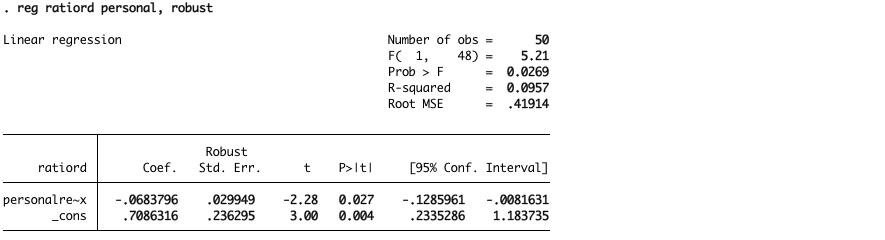 . reg ratiord personal, robust
Linear regression Number of obs = 50
F( 1, 48) = 5.21
Prob > F = 0.0269
R-squared = 0.0957
Root MSE = .41914
Robust
ratiord Coef. Std. Err. t P>|t| [95% Conf. Interval]
personalre~x -.0683796 .029949 -2.28 0.027 -.1285961 -.0081631
_cons .7086316 .236295 3.00 0.004 .2335286 1.183735